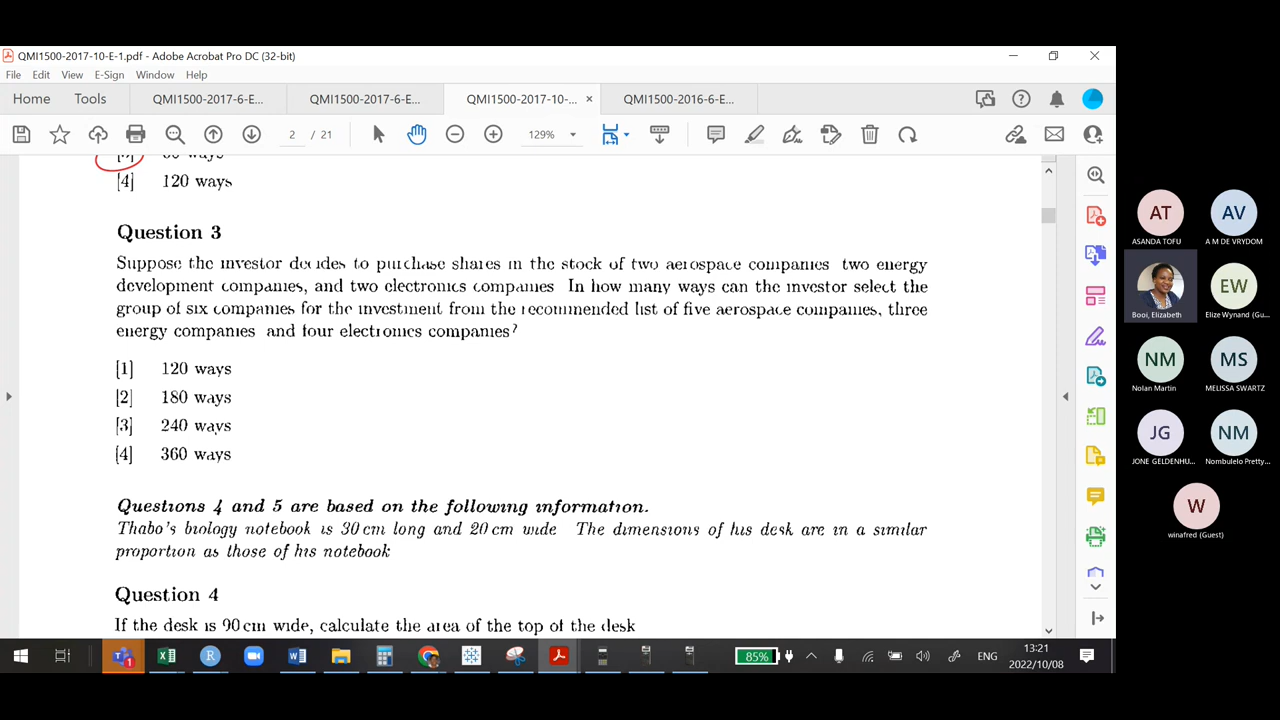 QMI1500-2017-10-E-1.pdf - Adobe Acrobat Pro DC (32-bit)
File Edit View E-Sign Window Help
Home Tools QMI1500-2017-6-E... QMI1500-2017-6-E... QMI1500-2017-10-... × QMI1500-2016-6-E...
2 / 21 129%
ways
[4] 120 ways
Question 3
Suppose the investor decides to purchase shares in the stock of two aerospace companies two energy
development companies, and two electronics companies In how many ways can the investor select the
group of six companies for the investment from the recommended list of five aerospace companies, three
energy companies and four electronics companies?
[1] 120 ways
[2] 180 ways
[3] 240 ways
[4] 360 ways
Questions 4 and 5 are based on the following information.
Thabo's biology notebook is 30 cm long and 20 cm wide The dimensions of his desk are in a similar
proportion as those of his notebook
Question 4
If the desk is 90 cm wide, calculate the area of the top of the desk
85% ENG 13:21
2022/10/08
AT AV
ASANDA TOFU A M DE VRYDOM
EW
Booi, Elizabeth Elize Wynand (Gu...
NM MS
Nolan Martin MELISSA SWARTZ
JG NM
JONE GELDENHU... Nombulelo Pretty...
W
winafred (Guest)